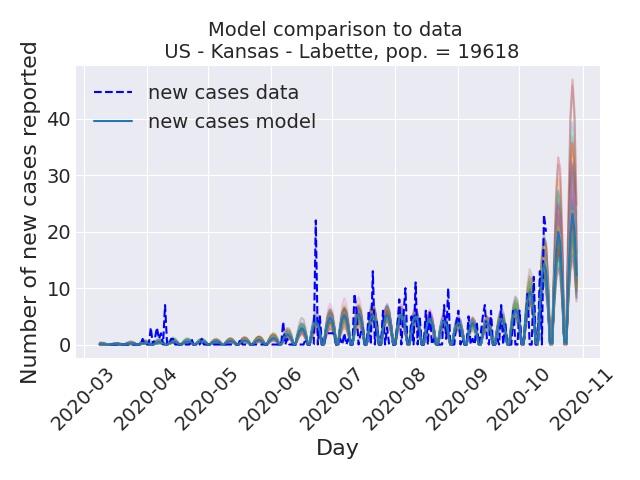 Model comparison to data
US - Kansas - Labette, pop. = 19618
Number of new cases reported
new cases data
new cases model
40
30
20
10
0
2020-03
2020-04
2020-05
2020-06
2020-07
2020-08
2020-09
2020-10
2020-11
Day